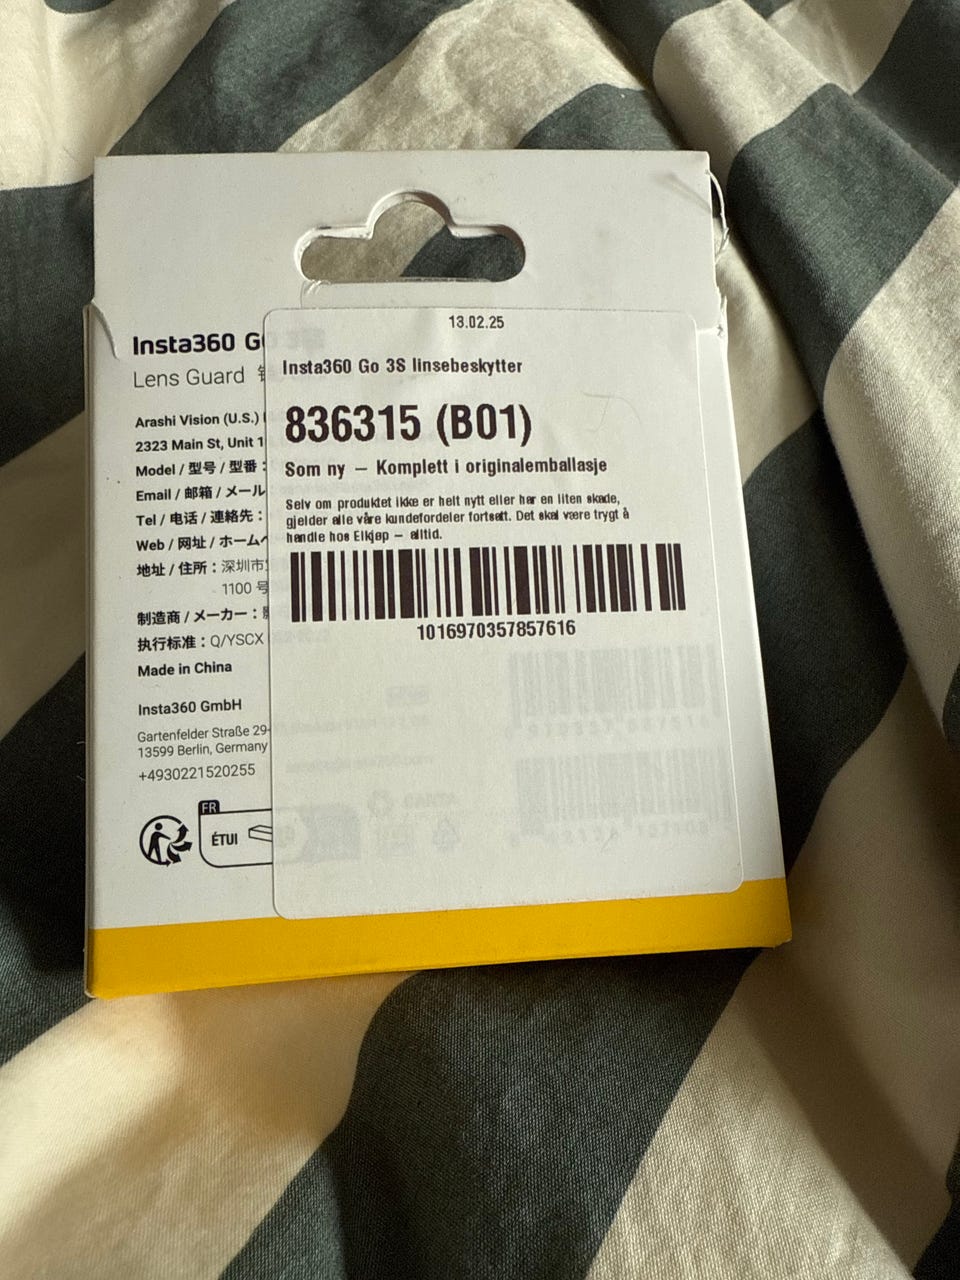 13.02.25
Insta360 Go 3S linsebeskytter
836315 (B01)
Som ny – Komplett i originalemballasje
Selv om produktet ikke er helt nytt eller har en liten skade,
gjelder alle våre kundefordeler fortsatt. Det skal være trygt å
handle hos Elkjøp – alltid.
1016970357857616
Insta360 G
Lens Guard
Arashi Vision (U.S.)
2323 Main St, Unit 1
Model / 型号 / 型番 :
Email / 邮箱 / メール
Tel / 电话 / 連絡先 :
Web / 网址 / ホームペ
地址 / 住所 : 深圳市
1100 号
制造商 / メーカー :
执行标准 : Q/YSCX
Made in China
Insta360 GmbH
Gartenfelder Straße 29-
13599 Berlin, Germany
+4930221520255
FR
ÉTUI